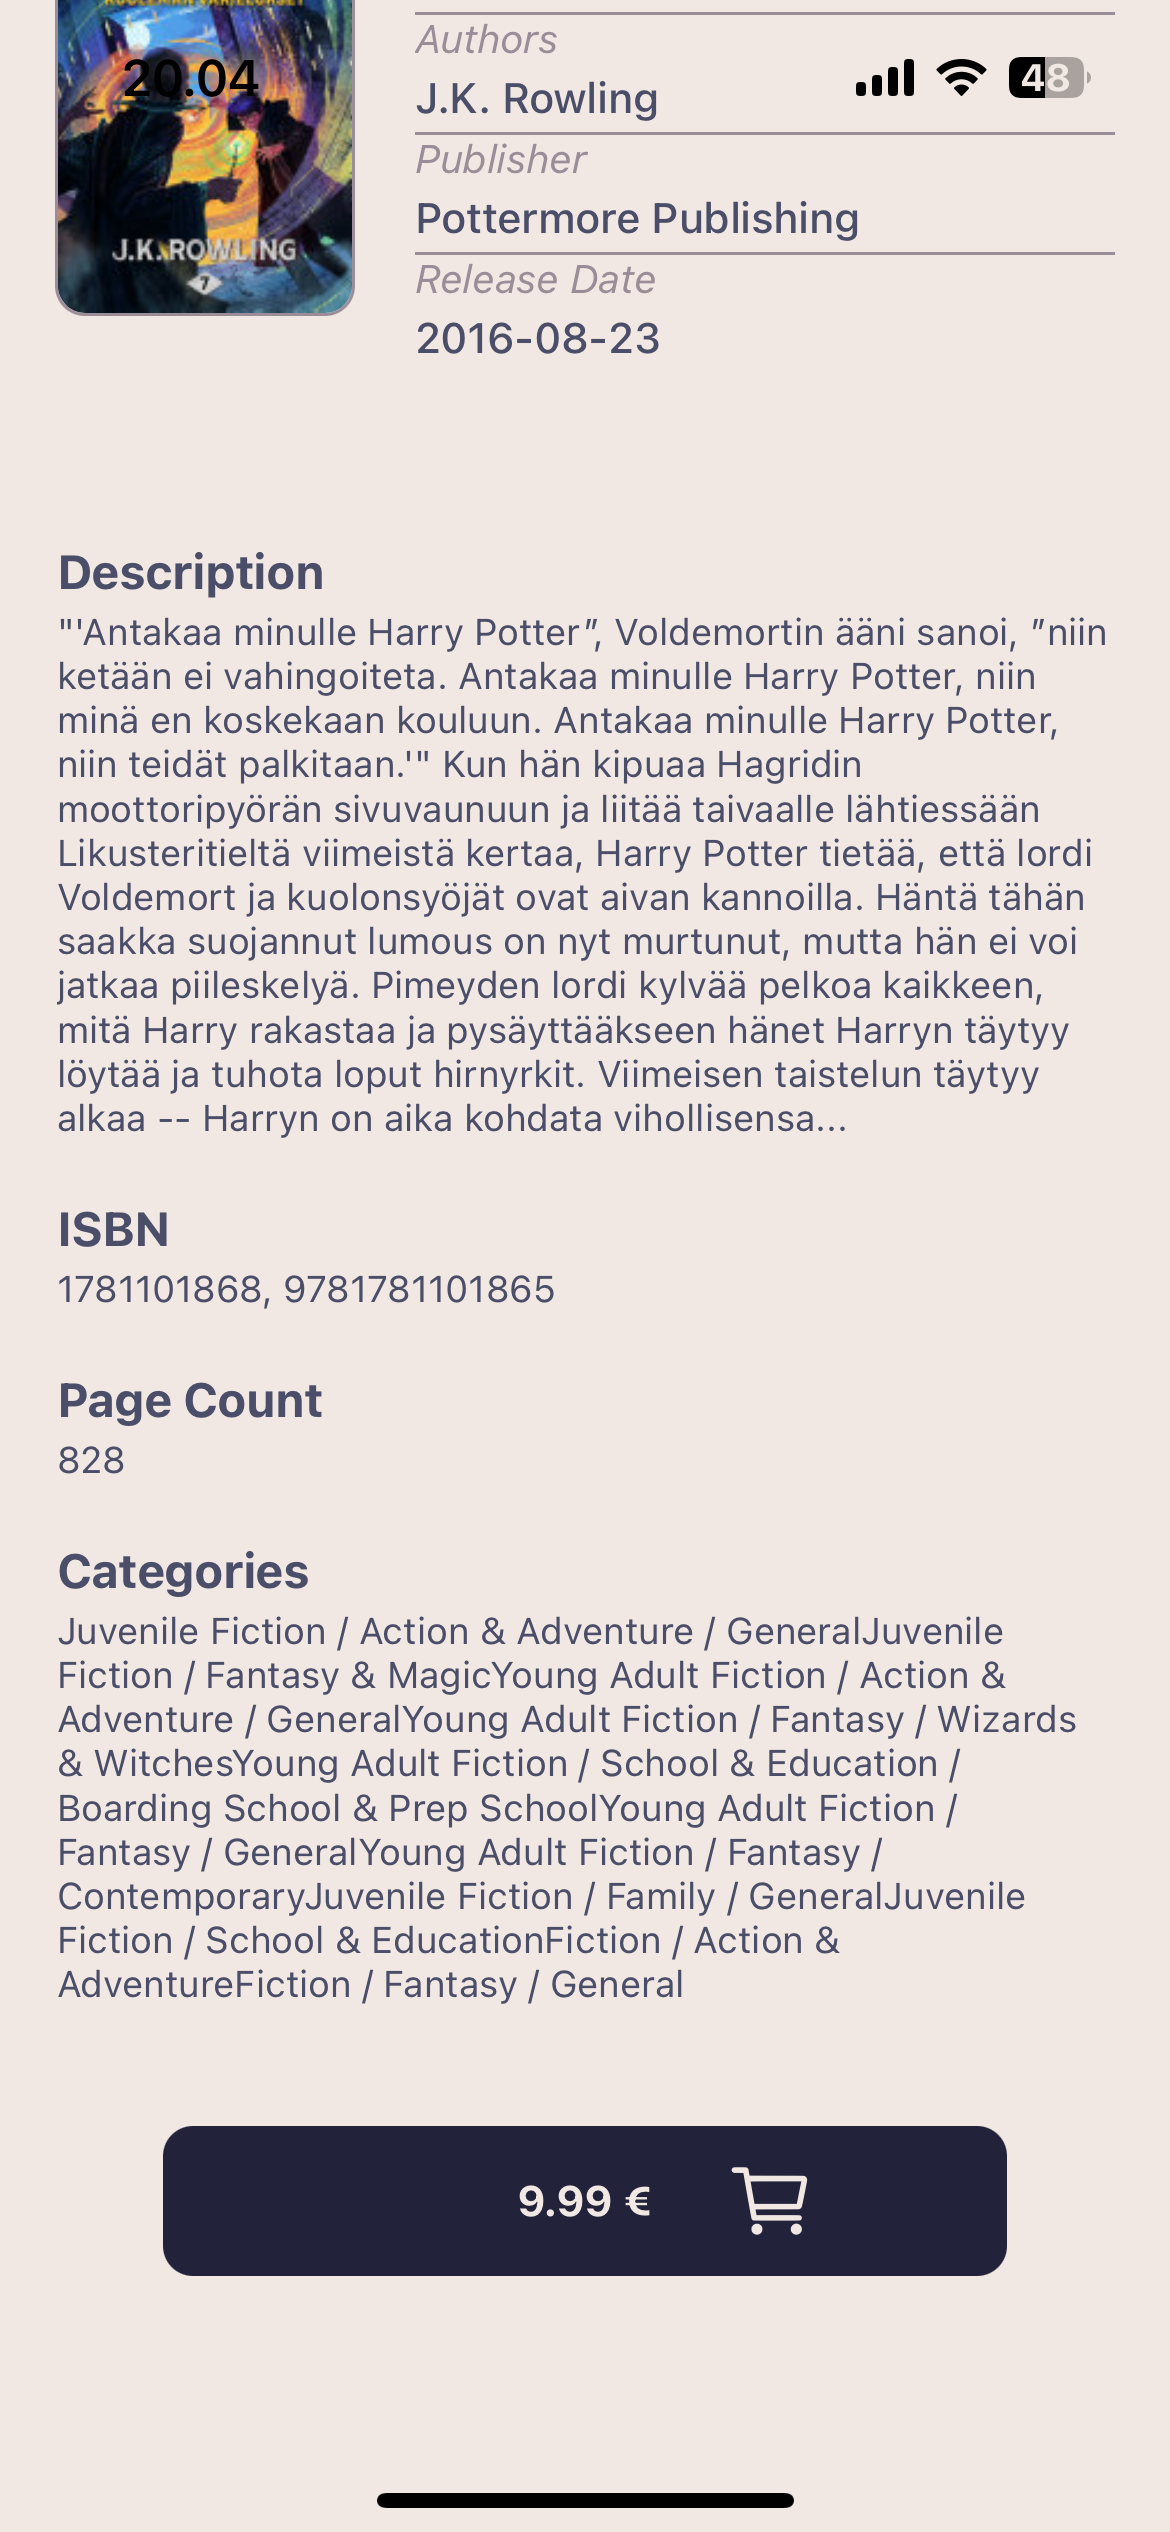 KUOLEMAN VARJELUKSET
Authors
20.04
48
J.K. Rowling
Publisher
Pottermore Publishing
J.K. ROWLING
7
Release Date
2016-08-23
Description
"'Antakaa minulle Harry Potter”, Voldemortin ääni sanoi, ”niin
ketään ei vahingoiteta. Antakaa minulle Harry Potter, niin
minä en koskekaan kouluun. Antakaa minulle Harry Potter,
niin teidät palkitaan.'" Kun hän kipuaa Hagridin
moottoripyörän sivuvaunuun ja liitää taivaalle lähtiessään
Likusteritieltä viimeistä kertaa, Harry Potter tietää, että lordi
Voldemort ja kuolonsyöjät ovat aivan kannoilla. Häntä tähän
saakka suojannut lumous on nyt murtunut, mutta hän ei voi
jatkaa piileskelyä. Pimeyden lordi kylvää pelkoa kaikkeen,
mitä Harry rakastaa ja pysäyttääkseen hänet Harryn täytyy
löytää ja tuhota loput hirnyrkit. Viimeisen taistelun täytyy
alkaa -- Harryn on aika kohdata vihollisensa...
ISBN
1781101868, 9781781101865
Page Count
828
Categories
Juvenile Fiction / Action & Adventure / GeneralJuvenile
Fiction / Fantasy & MagicYoung Adult Fiction / Action &
Adventure / GeneralYoung Adult Fiction / Fantasy / Wizards
& WitchesYoung Adult Fiction / School & Education /
Boarding School & Prep SchoolYoung Adult Fiction /
Fantasy / GeneralYoung Adult Fiction / Fantasy /
ContemporaryJuvenile Fiction / Family / GeneralJuvenile
Fiction / School & EducationFiction / Action &
AdventureFiction / Fantasy / General
9.99 €